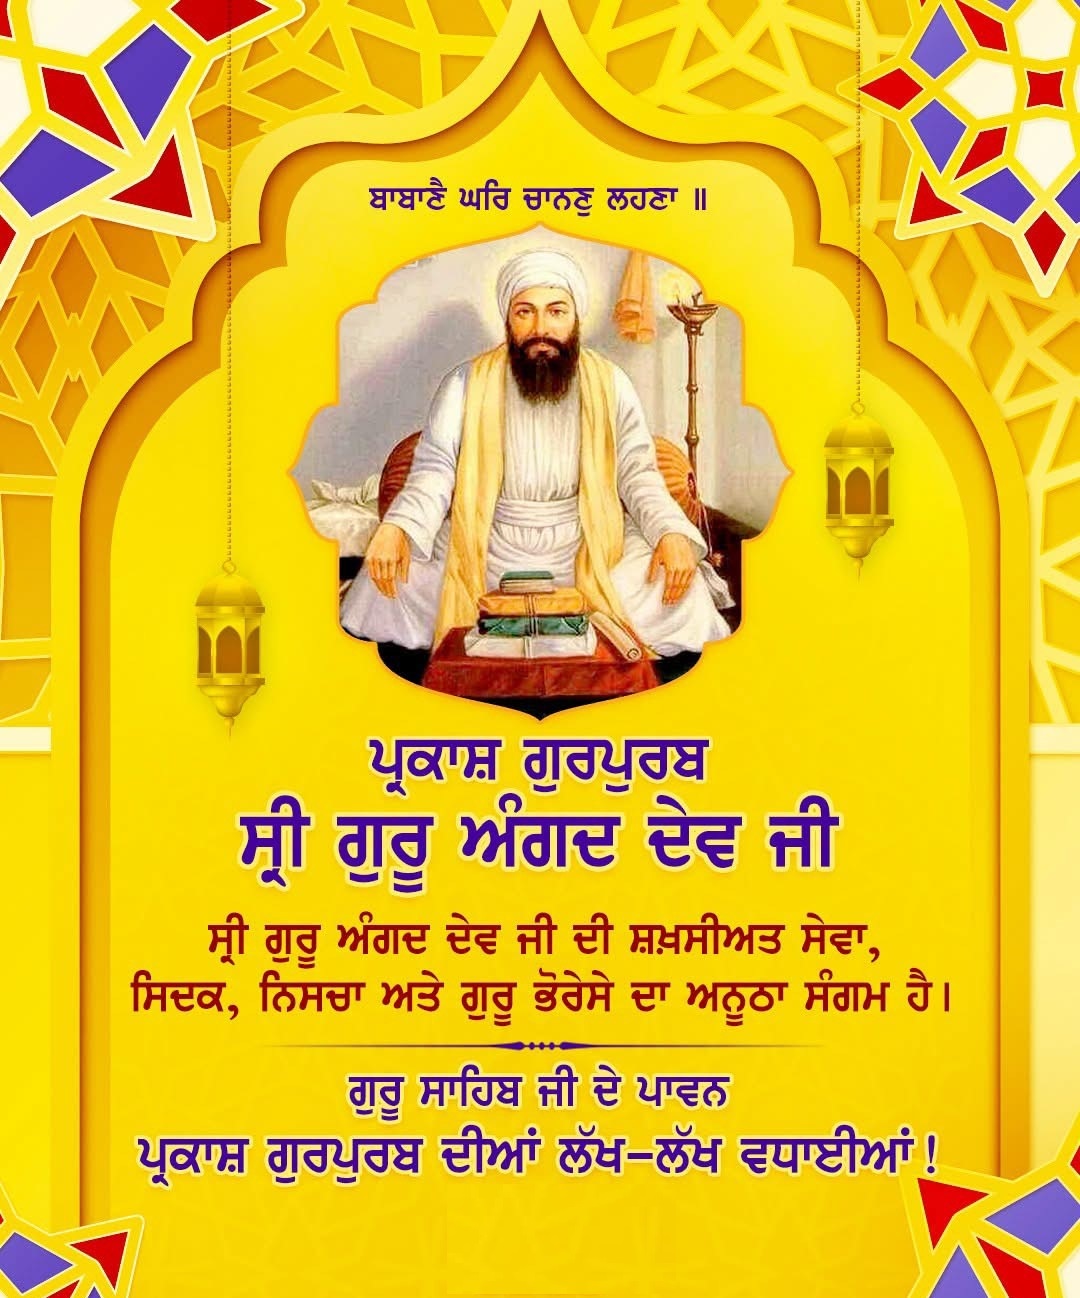 ਬਾਬਾਣੈ ਘਰਿ ਚਾਨਣੁ ਲਹਣਾ ॥
ਪ੍ਰਕਾਸ਼ ਗੁਰਪੁਰਬ
ਸ੍ਰੀ ਗੁਰੂ ਅੰਗਦ ਦੇਵ ਜੀ
ਸ੍ਰੀ ਗੁਰੂ ਅੰਗਦ ਦੇਵ ਜੀ ਦੀ ਸ਼ਖ਼ਸੀਅਤ ਸੇਵਾ,
ਸਿਦਕ, ਨਿਸਚਾ ਅਤੇ ਗੁਰੂ ਭੋਰੇਸੇ ਦਾ ਅਨੂਠਾ ਸੰਗਮ ਹੈ।
ਗੁਰੂ ਸਾਹਿਬ ਜੀ ਦੇ ਪਾਵਨ
ਪ੍ਰਕਾਸ਼ ਗੁਰਪੁਰਬ ਦੀਆਂ ਲੱਖ-ਲੱਖ ਵਧਾਈਆਂ!